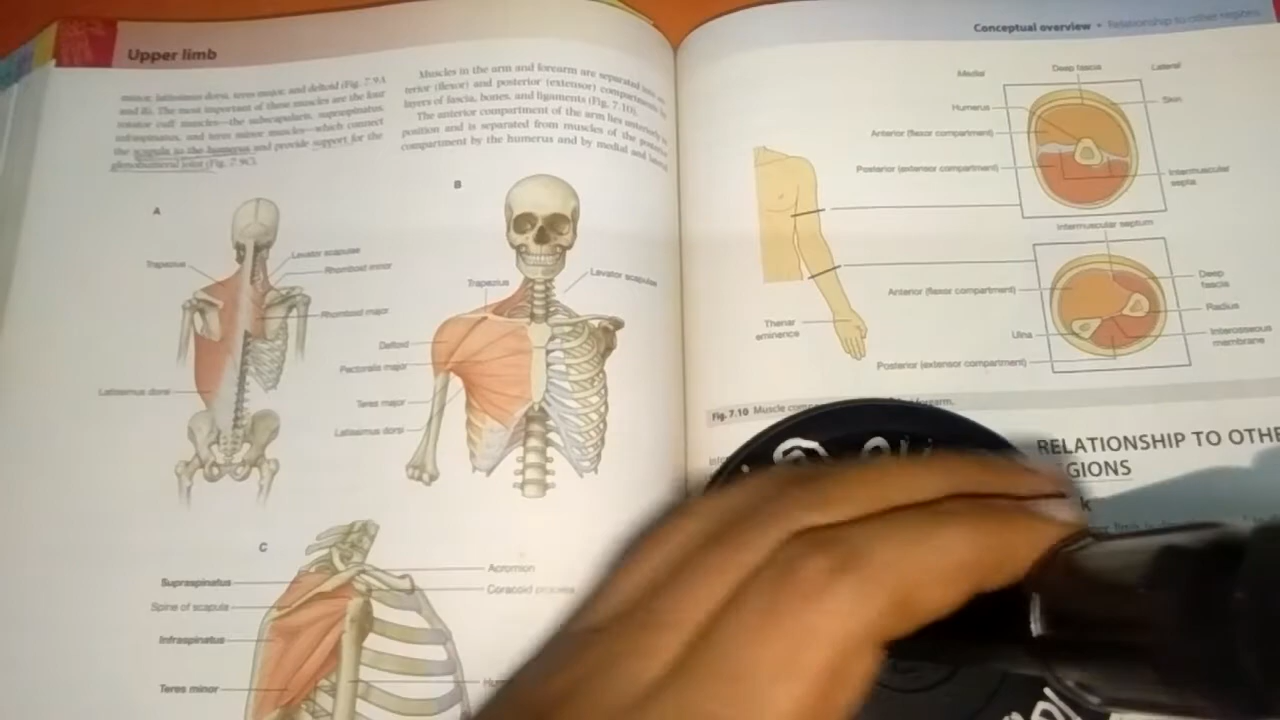 Upper limb
minor, latissimus dorsi, teres major, and deltoid (Fig. 7.9A
and B). The most important of these muscles are the four
rotator cuff muscles—the subscapularis, supraspinatus,
infraspinatus, and teres minor muscles—which connect
the scapula to the humerus and provide support for the
glenohumeral joint (Fig. 7.9C).
Muscles in the arm and forearm are separated into
terior (flexor) and posterior (extensor) compartments
layers of fascia, bones, and ligaments (Fig. 7.10).
The anterior compartment of the arm lies anteriorly in
position and is separated from muscles of the posterior
compartment by the humerus and by medial and
A
Trapezius
Levator scapulae
Rhomboid minor
Rhomboid major
Latissimus dorsi
B
Trapezius
Levator scapulae
Deltoid
Pectoralis major
Teres major
Latissimus dorsi
C
Supraspinatus
Spine of scapula
Infraspinatus
Teres minor
Acromion
Coracoid process
Conceptual overview • Relationship to other regions
Medial
Deep fascia
Lateral
Humerus
Skin
Anterior (flexor compartment)
Posterior (extensor compartment)
Intermuscular
septa
Intermuscular septum
Anterior (flexor compartment)
Deep
fascia
Radius
Thenar
eminence
Ulna
Interosseous
membrane
Posterior (extensor compartment)
Fig. 7.10 Muscle forearm.
RELATIONSHIP TO OTHE
GIONS
k